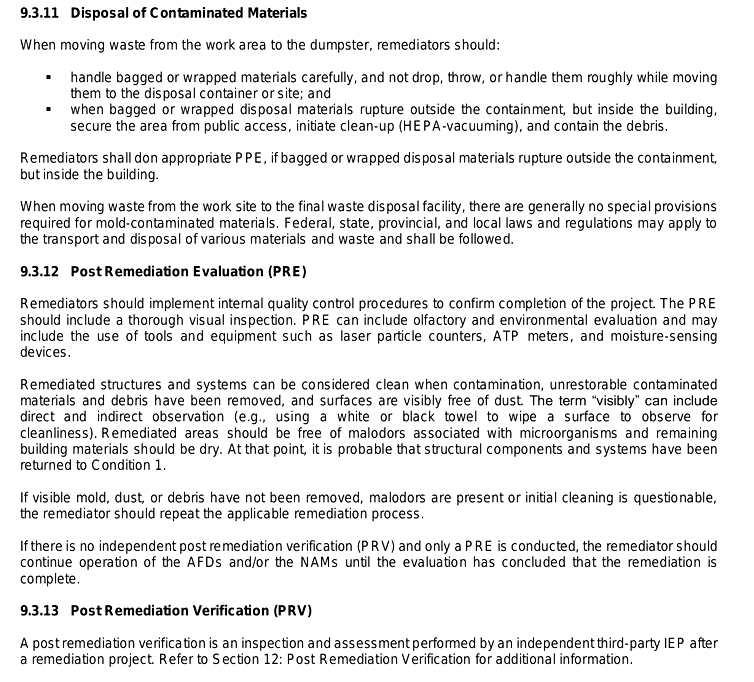 9.3.11 Disposal of Contaminated Materials
When moving waste from the work area to the dumpster, remediators should:
▪ handle bagged or wrapped materials carefully, and not drop, throw, or handle them roughly while moving
them to the disposal container or site; and
▪ when bagged or wrapped disposal materials rupture outside the containment, but inside the building,
secure the area from public access, initiate clean-up (HEPA-vacuuming), and contain the debris.
Remediators shall don appropriate PPE, if bagged or wrapped disposal materials rupture outside the containment,
but inside the building.
When moving waste from the work site to the final waste disposal facility, there are generally no special provisions
required for mold-contaminated materials. Federal, state, provincial, and local laws and regulations may apply to
the transport and disposal of various materials and waste and shall be followed.
9.3.12 Post Remediation Evaluation (PRE)
Remediators should implement internal quality control procedures to confirm completion of the project. The PRE
should include a thorough visual inspection. PRE can include olfactory and environmental evaluation and may
include the use of tools and equipment such as laser particle counters, ATP meters, and moisture-sensing
devices.
Remediated structures and systems can be considered clean when contamination, unrestorable contaminated
materials and debris have been removed, and surfaces are visibly free of dust. The term “visibly” can include
direct and indirect observation (e.g., using a white or black towel to wipe a surface to observe for
cleanliness). Remediated areas should be free of malodors associated with microorganisms and remaining
building materials should be dry. At that point, it is probable that structural components and systems have been
returned to Condition 1.
If visible mold, dust, or debris have not been removed, malodors are present or initial cleaning is questionable,
the remediator should repeat the applicable remediation process.
If there is no independent post remediation verification (PRV) and only a PRE is conducted, the remediator should
continue operation of the AFDs and/or the NAMs until the evaluation has concluded that the remediation is
complete.
9.3.13 Post Remediation Verification (PRV)
A post remediation verification is an inspection and assessment performed by an independent third-party IEP after
a remediation project. Refer to Section 12: Post Remediation Verification for additional information.